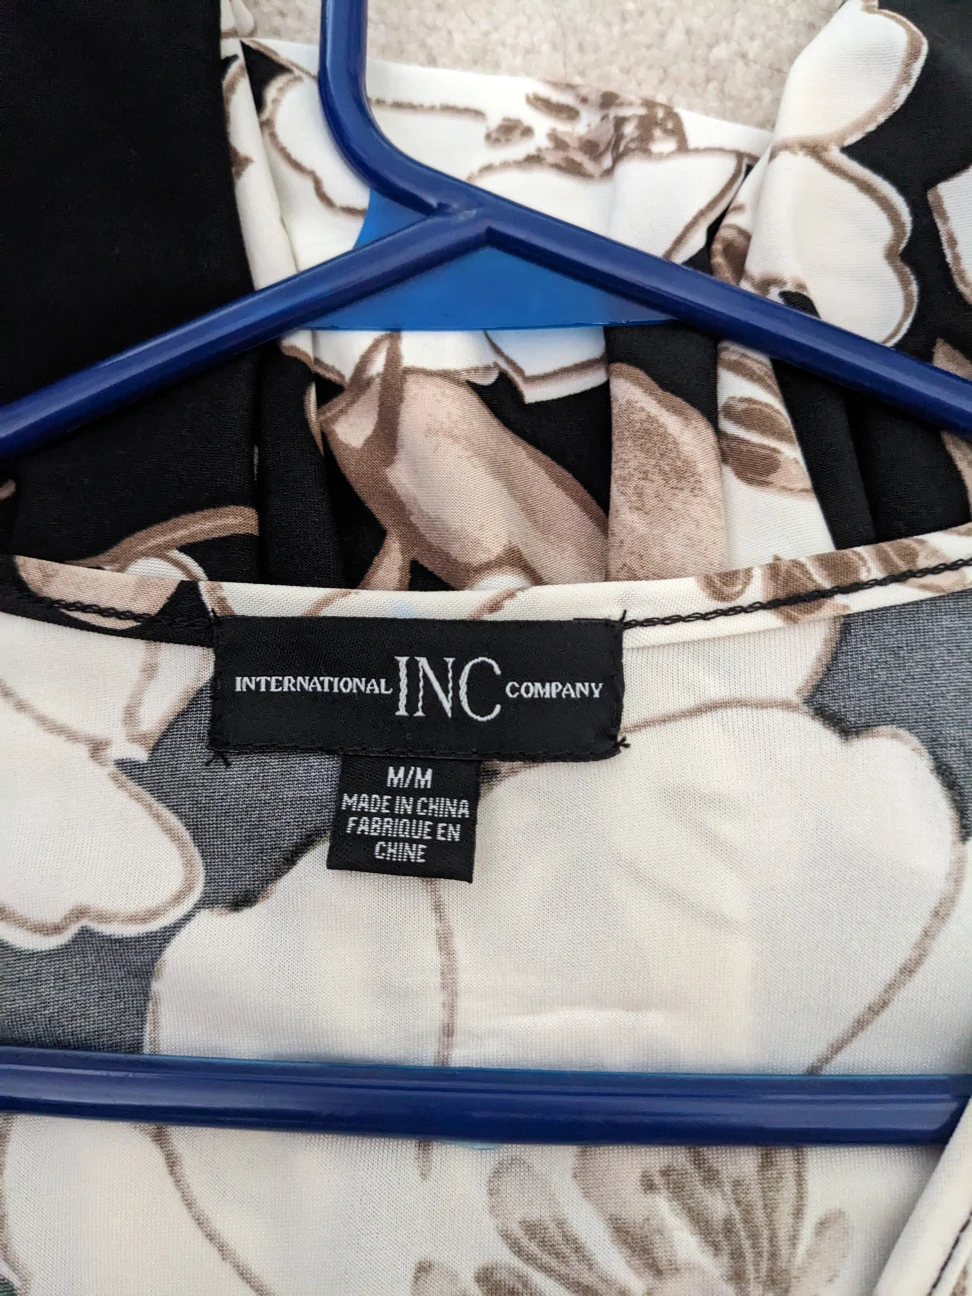 INTERNATIONAL INC COMPANY
M/M
MADE IN CHINA
FABRIQUE EN
CHINE